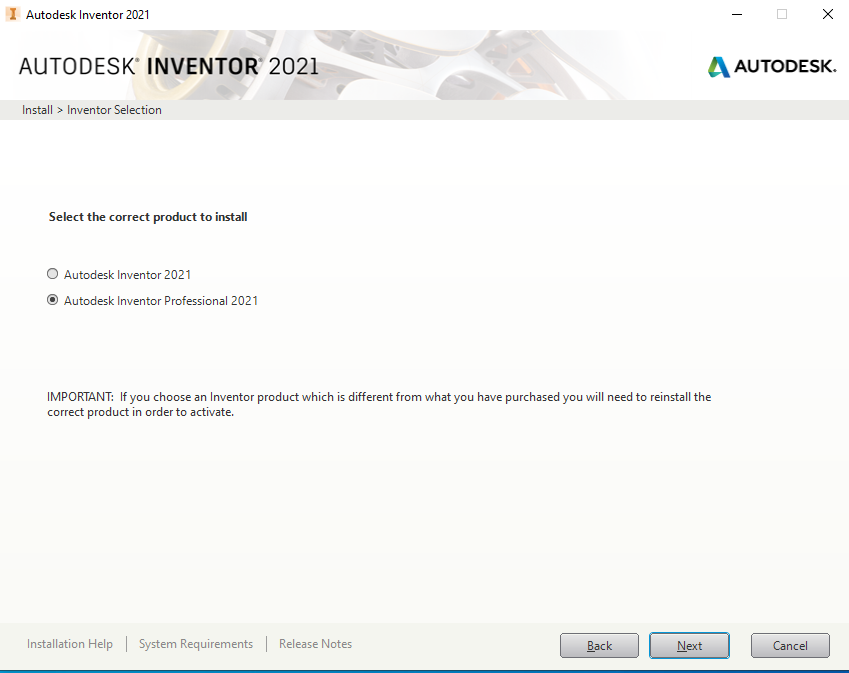 Autodesk Inventor 2021
AUTODESK® INVENTOR® 2021
AUTODESK.
Install > Inventor Selection
Select the correct product to install
Autodesk Inventor 2021
Autodesk Inventor Professional 2021
IMPORTANT:  If you choose an Inventor product which is different from what you have purchased you will need to reinstall the
correct product in order to activate.
Installation Help | System Requirements | Release Notes
Back
Next
Cancel